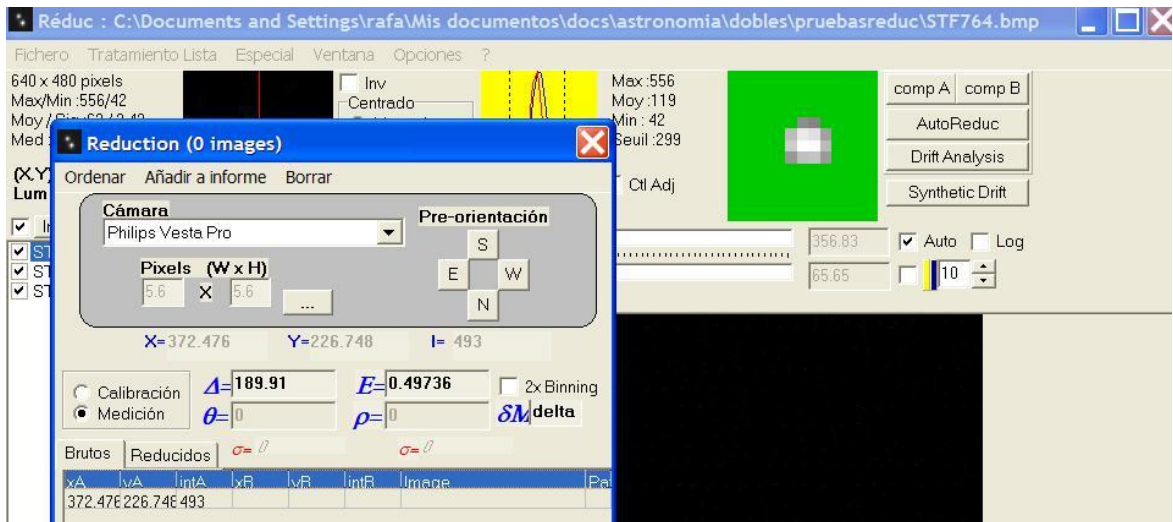 Réduc : C:\Documents and Settings\rafa\Mis documentos\docs\astronomia\dobles\pruebasreduc\STF764.bmp
Fichero Tratamiento Lista Especial Ventana Opciones ?
640 x 480 pixels
Max/Min :556/42
Moy /
Med :
(X,Y)
Lum
Inv
Centrado
Max :556
Moy :119
Min : 42
Seuil :299
Ctl Adj
comp A comp B
AutoReduc
Drift Analysis
Synthetic Drift
356.83 Auto Log
65.65 10
Reduction (0 images)
Ordenar Añadir a informe Borrar
Cámara
Philips Vesta Pro
Pixels (W x H)
5.6 X 5.6 ...
Pre-orientación
S
E W
N
X=372.476 Y=226.748 I= 493
Calibración
Medición
Δ=189.91 E=0.49736 2x Binning
θ=0 ρ=0 δM delta
Brutos Reducidos σ= 0 σ= 0
xA yA intA xB yB intB Image
372.476 226.748 493